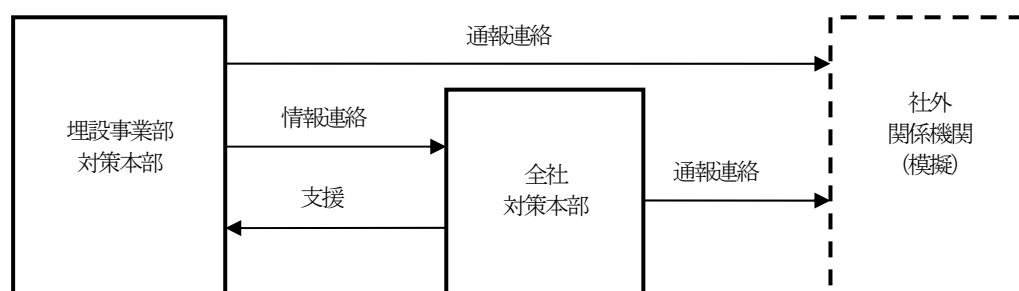 通報連絡
埋設事業部
対策本部
情報連絡
支援
全社
対策本部
通報連絡
社外
関係機関
(模擬)